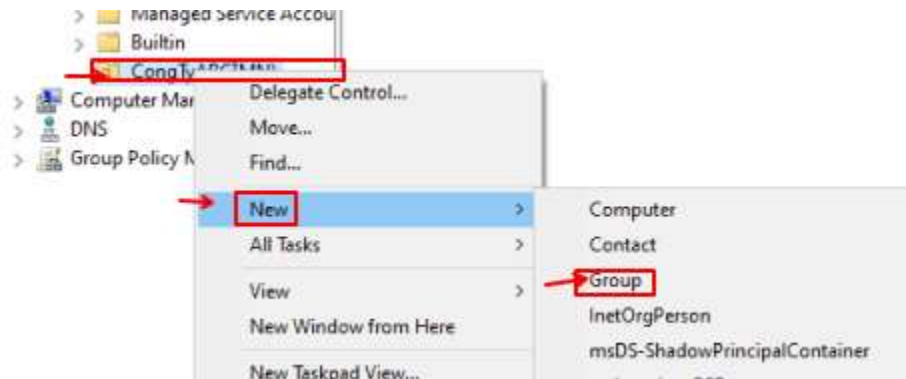 Managed Service Accou
Builtin
Computer Mar
DNS
Group Policy M
Delegate Control...
Move...
Find...
New
All Tasks
View
New Window from Here
New Taskpad View...
Computer
Contact
Group
InetOrgPerson
msDS-ShadowPrincipalContainer